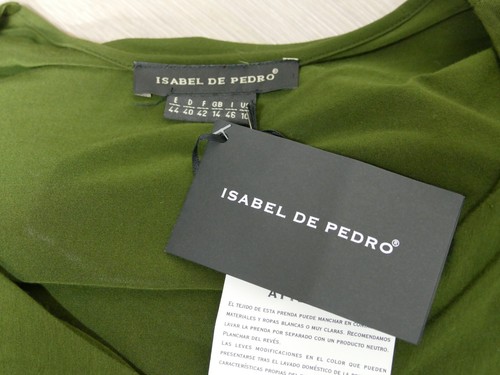 ISABEL DE PEDRO®
E D F GB I US
44 40 42 14 46 10
ISABEL DE PEDRO®
EL TEJIDO DE ESTA PRENDA PUEDE MANCHAR EN
MATERIALES Y ROPAS BLANCAS O MUY CLARAS. RECOMENDAMOS
LAVAR LA PRENDA POR SEPARADO CON UN PRODUCTO NEUTRO.
PLANCHAR DEL REVÉS.
LAS LEVES MODIFICACIONES EN EL COLOR QUE PUEDEN
PRESENTARSE TRAS EL LAVADO DOMÉSTICO DE LA
CARACTERÍSTICAS PROPIAS DEL